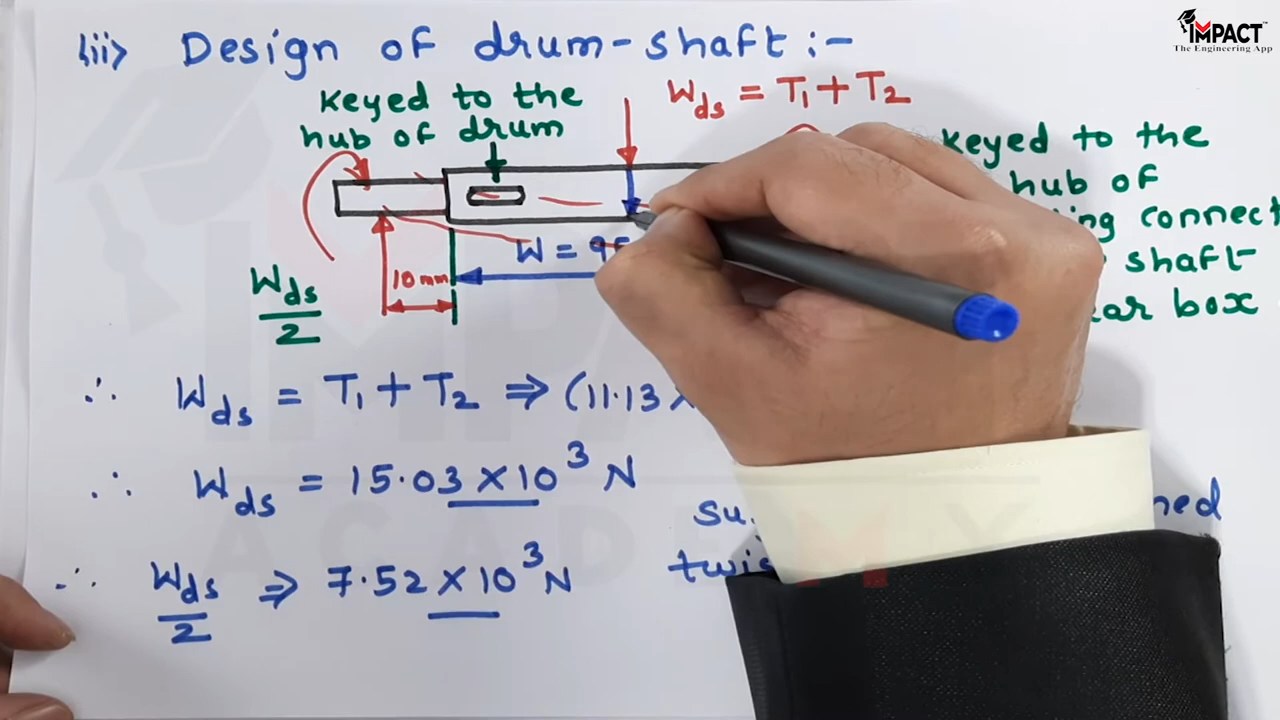 (ii) Design of drum-shaft :-
IMPACT
The Engineering App
Keyed to the
hub of drum
Wds = T1 + T2
Keyed to the
hub of
connect
shaft
box
10 mm
W =
Wds/2
∴ Wds = T1 + T2 ⇒ (11.13 ×
∴ Wds = 15.03 × 10³ N
∴ Wds/2 ⇒ 7.52 × 10³ N
ACADEMY